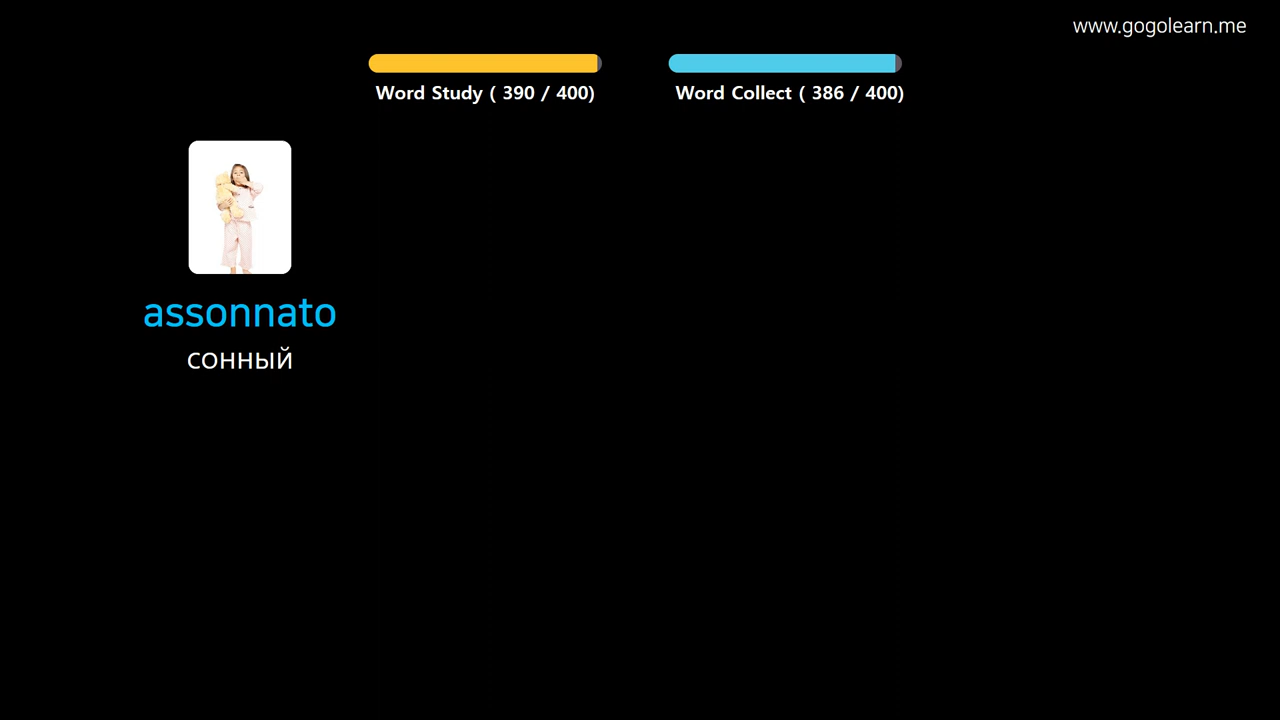 www.gogolearn.me
Word Study ( 390 / 400)
Word Collect ( 386 / 400)
assonnato
сонный